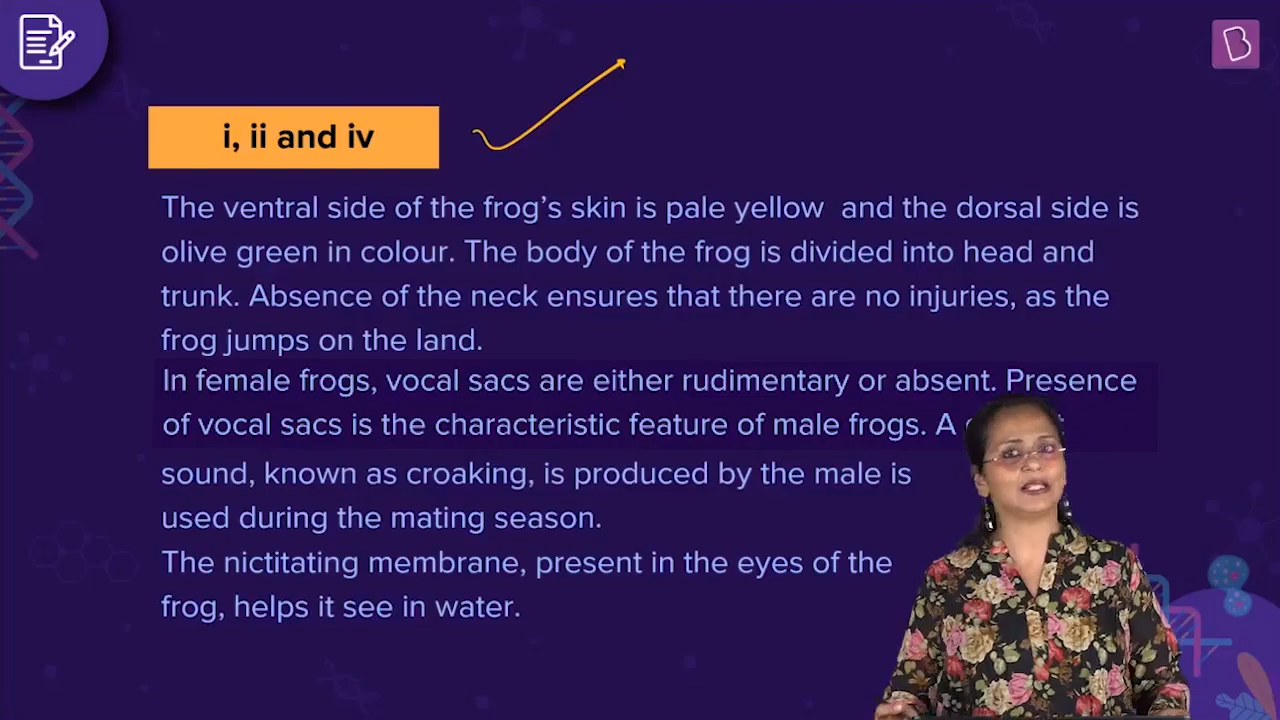 i, ii and iv
The ventral side of the frog's skin is pale yellow and the dorsal side is
olive green in colour. The body of the frog is divided into head and
trunk. Absence of the neck ensures that there are no injuries, as the
frog jumps on the land.
In female frogs, vocal sacs are either rudimentary or absent. Presence
of vocal sacs is the characteristic feature of male frogs. A
sound, known as croaking, is produced by the male is
used during the mating season.
The nictitating membrane, present in the eyes of the
frog, helps it see in water.